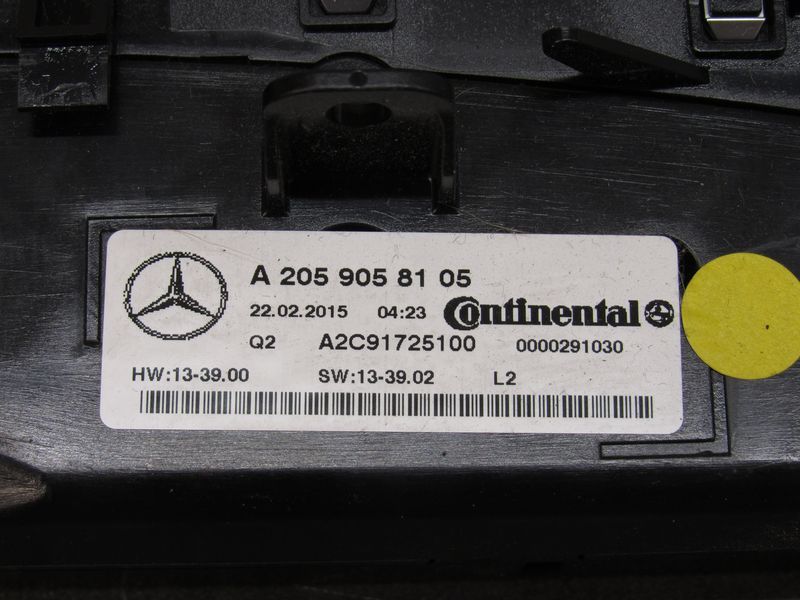 A 205 905 81 05
22.02.2015 04:23 Continental
Q2 A2C91725100 0000291030
HW:13-39.00 SW:13-39.02 L2